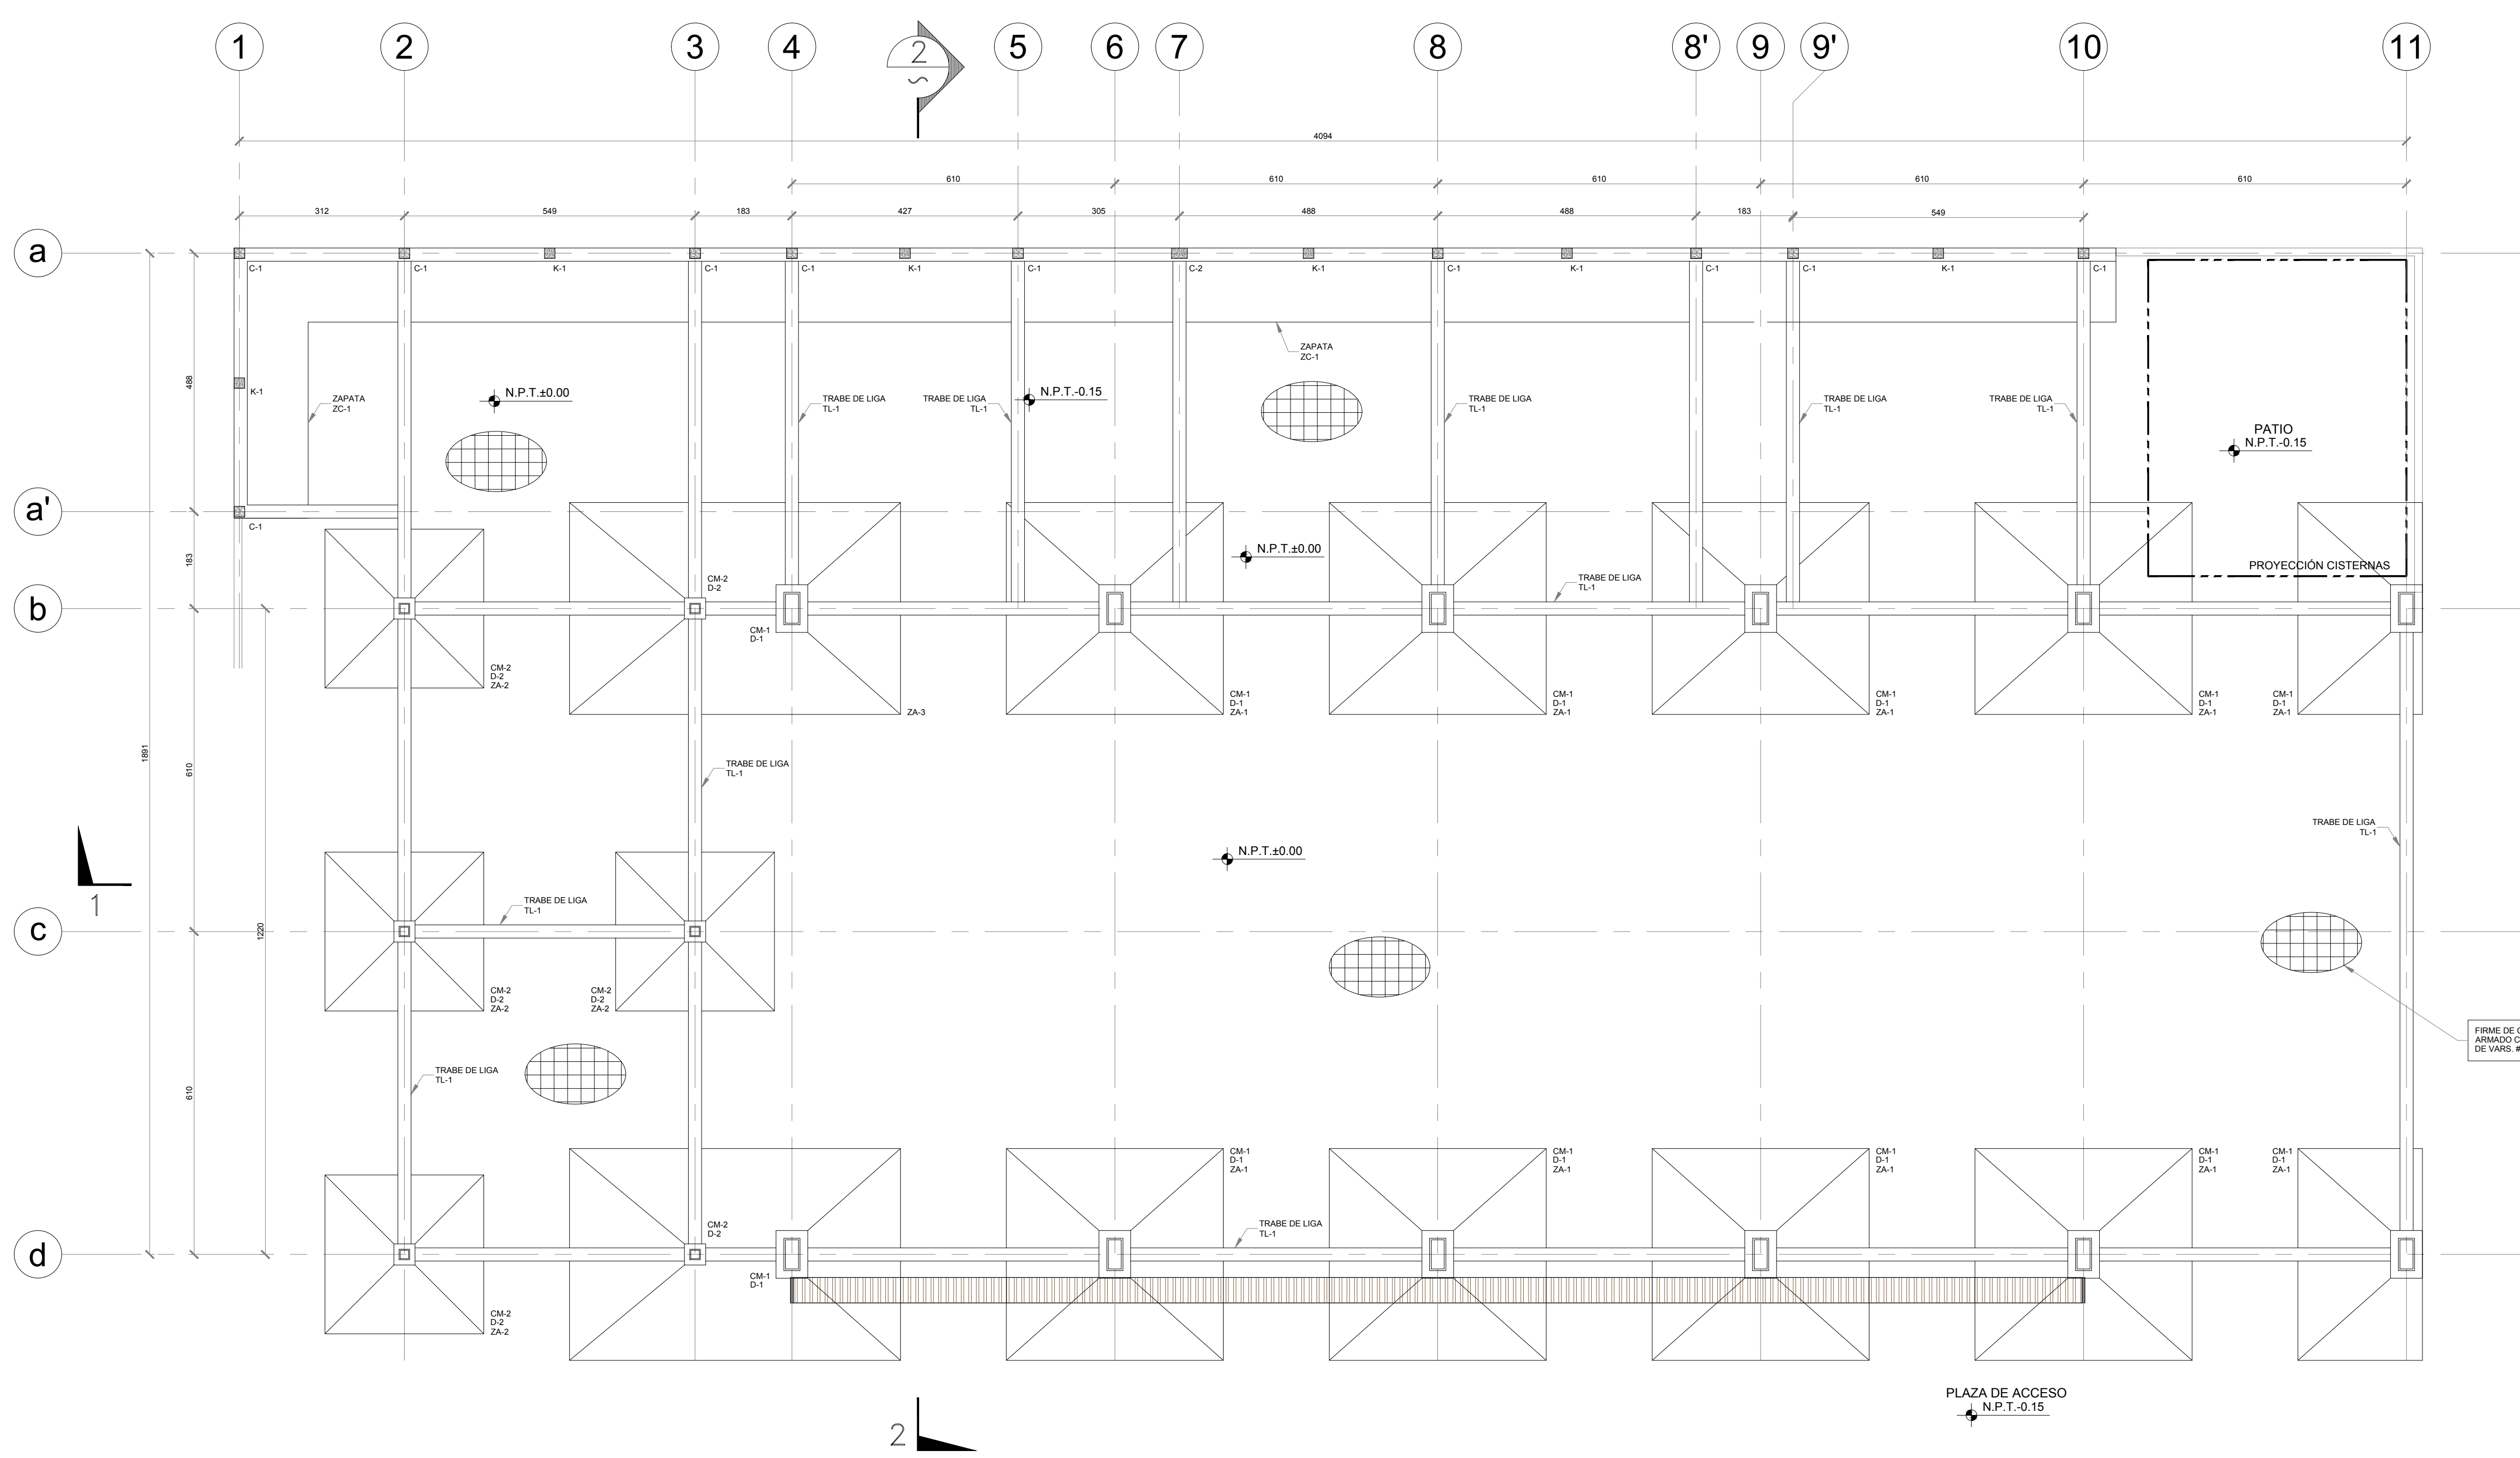 1 2 3 4 5 6 7 8 8' 9 9' 10 11
2
4094
610 610 610 610 610
312 549 183 427 305 488 488 183 549
a
C-1 C-1 K-1 C-1 C-1 K-1 C-1 C-2 K-1 C-1 K-1 C-1 C-1 K-1 C-1
ZAPATA
ZC-1
488
K-1
ZAPATA
ZC-1
N.P.T.±0.00
TRABE DE LIGA
TL-1
TRABE DE LIGA
TL-1
N.P.T.-0.15
TRABE DE LIGA
TL-1
TRABE DE LIGA
TL-1
TRABE DE LIGA
TL-1
PATIO
N.P.T.-0.15
a'
C-1
183
N.P.T.±0.00
PROYECCIÓN CISTERNAS
CM-2
D-2
TRABE DE LIGA
TL-1
b
CM-1
D-1
CM-2
D-2
ZA-2
ZA-3
CM-1
D-1
ZA-1
CM-1
D-1
ZA-1
CM-1
D-1
ZA-1
CM-1
D-1
ZA-1
CM-1
D-1
ZA-1
1891
610
TRABE DE LIGA
TL-1
N.P.T.±0.00
TRABE DE LIGA
TL-1
1
c
1220
TRABE DE LIGA
TL-1
CM-2
D-2
ZA-2
CM-2
D-2
ZA-2
FIRME DE
ARMADO
DE VARS. #
TRABE DE LIGA
TL-1
610
CM-1
D-1
ZA-1
CM-1
D-1
ZA-1
CM-1
D-1
ZA-1
CM-1
D-1
ZA-1
CM-1
D-1
ZA-1
CM-2
D-2
TRABE DE LIGA
TL-1
d
CM-1
D-1
CM-2
D-2
ZA-2
PLAZA DE ACCESO
N.P.T.-0.15
2